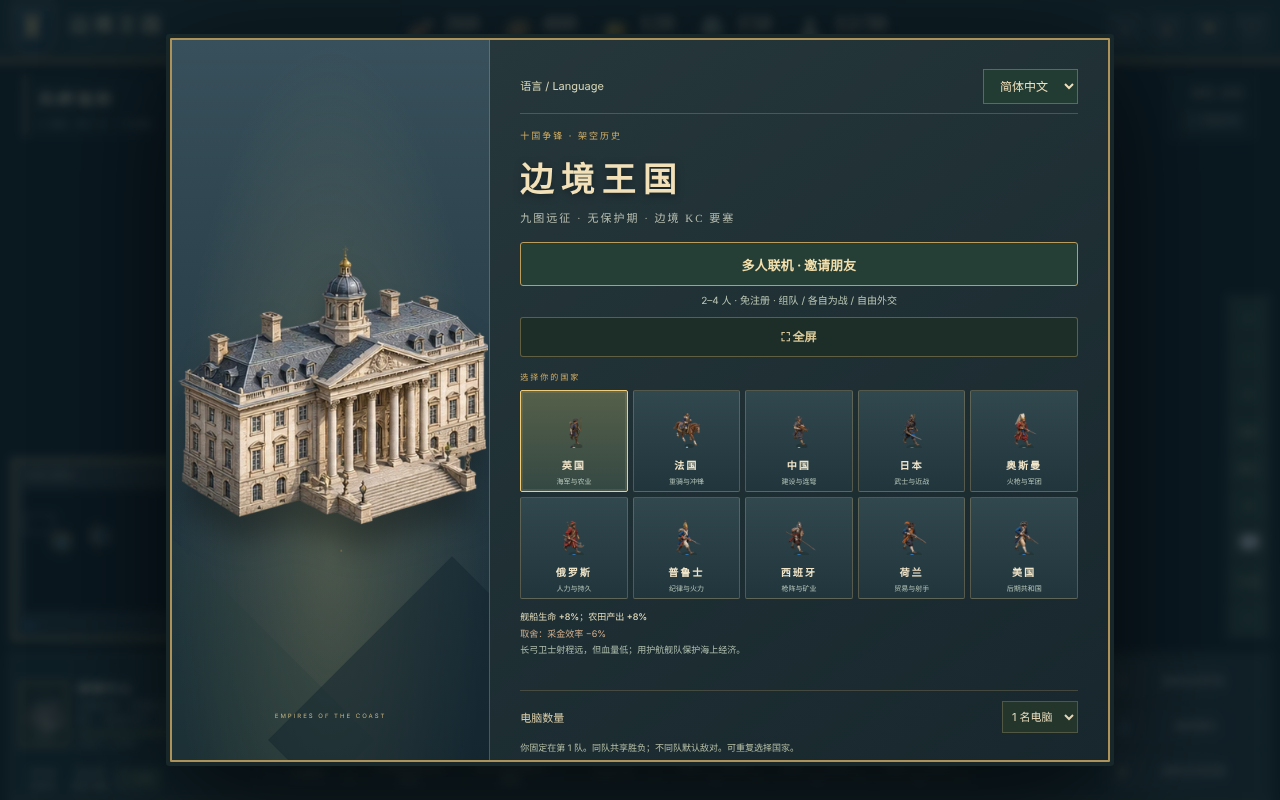 语言 / Language
简体中文
十国争锋 · 架空历史
边境王国
九图远征 · 无保护期 · 边境 KC 要塞
多人联机 · 邀请朋友
2–4 人 · 免注册 · 组队 / 各自为战 / 自由外交
全屏
选择你的国家
英国
海军与农业
法国
重骑与冲锋
中国
建设与连弩
日本
武士与近战
奥斯曼
火枪与军团
俄罗斯
人力与持久
普鲁士
纪律与火力
西班牙
枪阵与矿业
荷兰
贸易与射手
美国
后期共和国
舰船生命 +8%；农田产出 +8%
取舍：采金效率 −6%
长弓卫士射程远，但血量低；用护航舰队保护海上经济。
EMPIRES OF THE COAST
电脑数量
1 名电脑
你固定在第 1 队。同队共享胜负；不同队默认敌对。可重复选择国家。